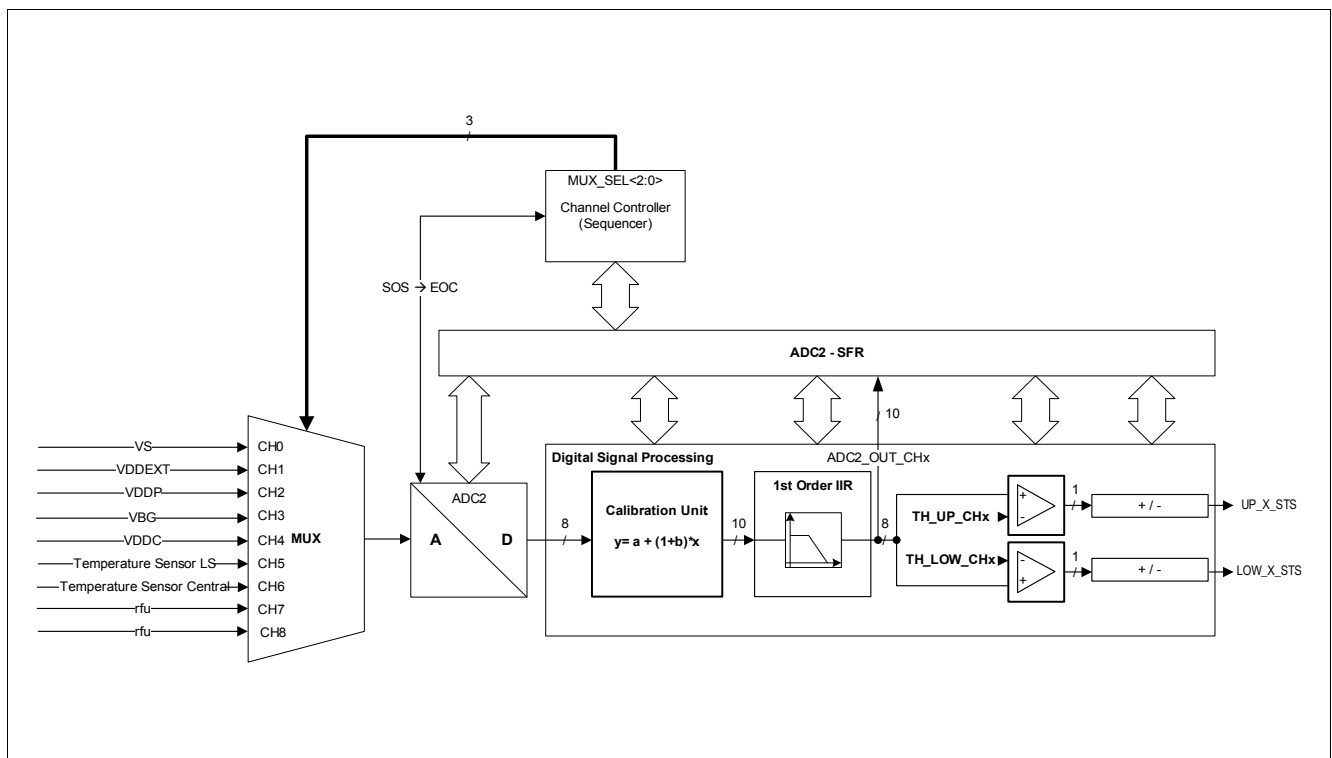 3
MUX_SEL<2:0>
Channel Controller
(Sequencer)
SOS → EOC
ADC2 - SFR
10
VS
CH0
VDDEXT
CH1
VDDP
CH2
VBG
CH3
VDDC
CH4
MUX
Temperature Sensor LS
CH5
Temperature Sensor Central
CH6
rfu
CH7
rfu
CH8
ADC2
A
D
8
Digital Signal Processing
Calibration Unit
y= a + (1+b)*x
10
1st Order IIR
ADC2_OUT_CHx
8
TH_UP_CHx
+
-
1
+ / -
UP_X_STS
TH_LOW_CHx
-
+
1
+ / -
LOW_X_STS